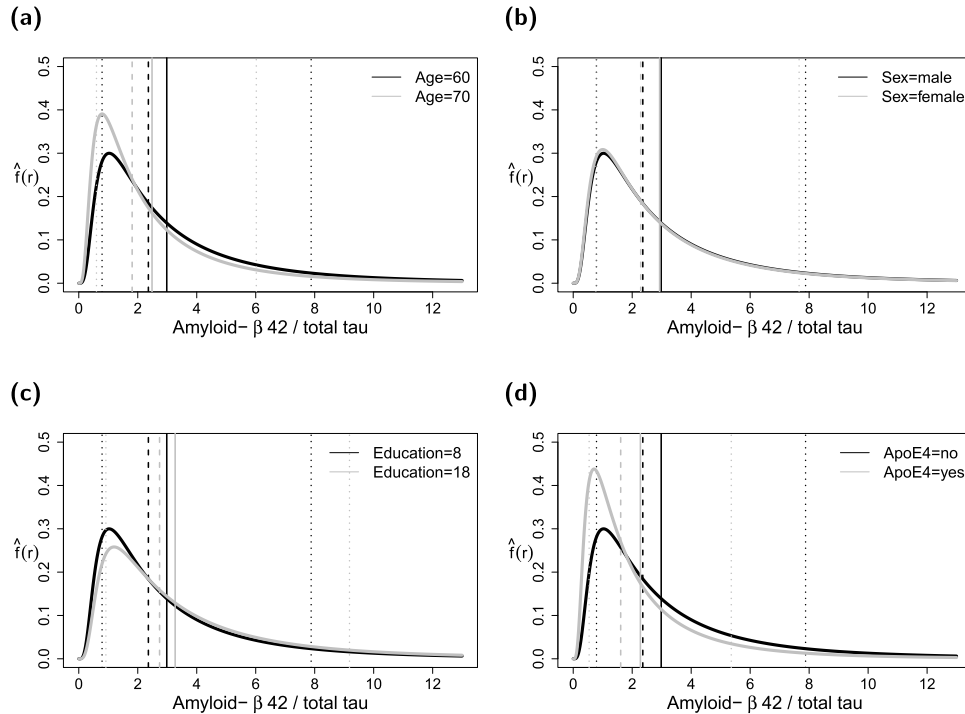 (a)
Age=60
Age=70
0.5
0.4
0.3
f̂(r)
0.2
0.1
0.0
0 2 4 6 8 10 12
Amyloid− β 42 / total tau
(b)
Sex=male
Sex=female
0.5
0.4
0.3
f̂(r)
0.2
0.1
0.0
0 2 4 6 8 10 12
Amyloid− β 42 / total tau
(c)
Education=8
Education=18
0.5
0.4
0.3
f̂(r)
0.2
0.1
0.0
0 2 4 6 8 10 12
Amyloid− β 42 / total tau
(d)
ApoE4=no
ApoE4=yes
0.5
0.4
0.3
f̂(r)
0.2
0.1
0.0
0 2 4 6 8 10 12
Amyloid− β 42 / total tau